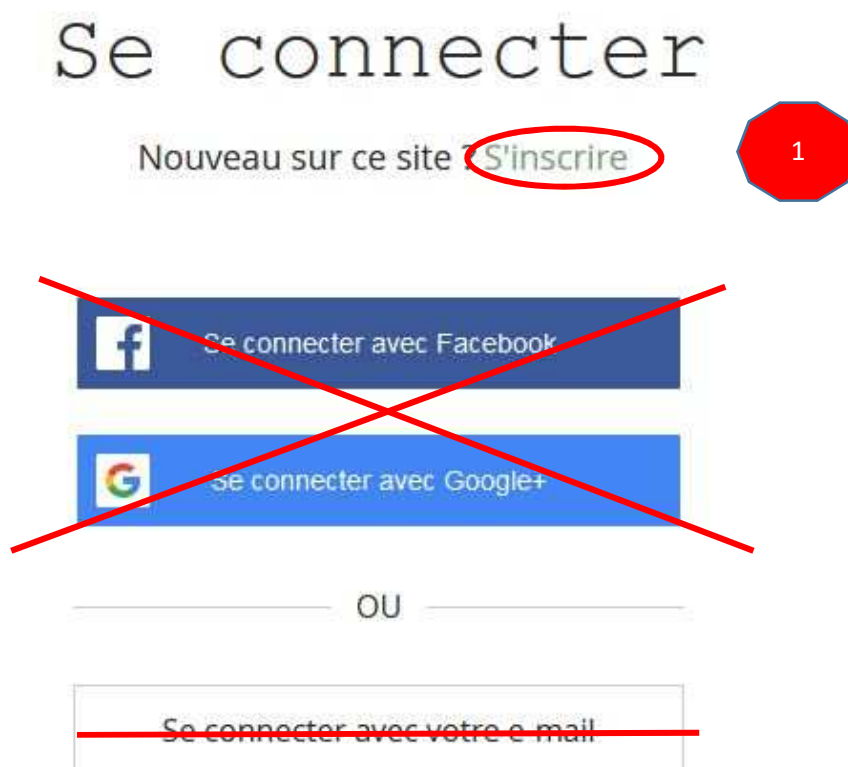 Se connecter
Nouveau sur ce site ? S'inscrire
1
Se connecter avec Facebook
Se connecter avec Google+
OU
Se connecter avec votre e-mail